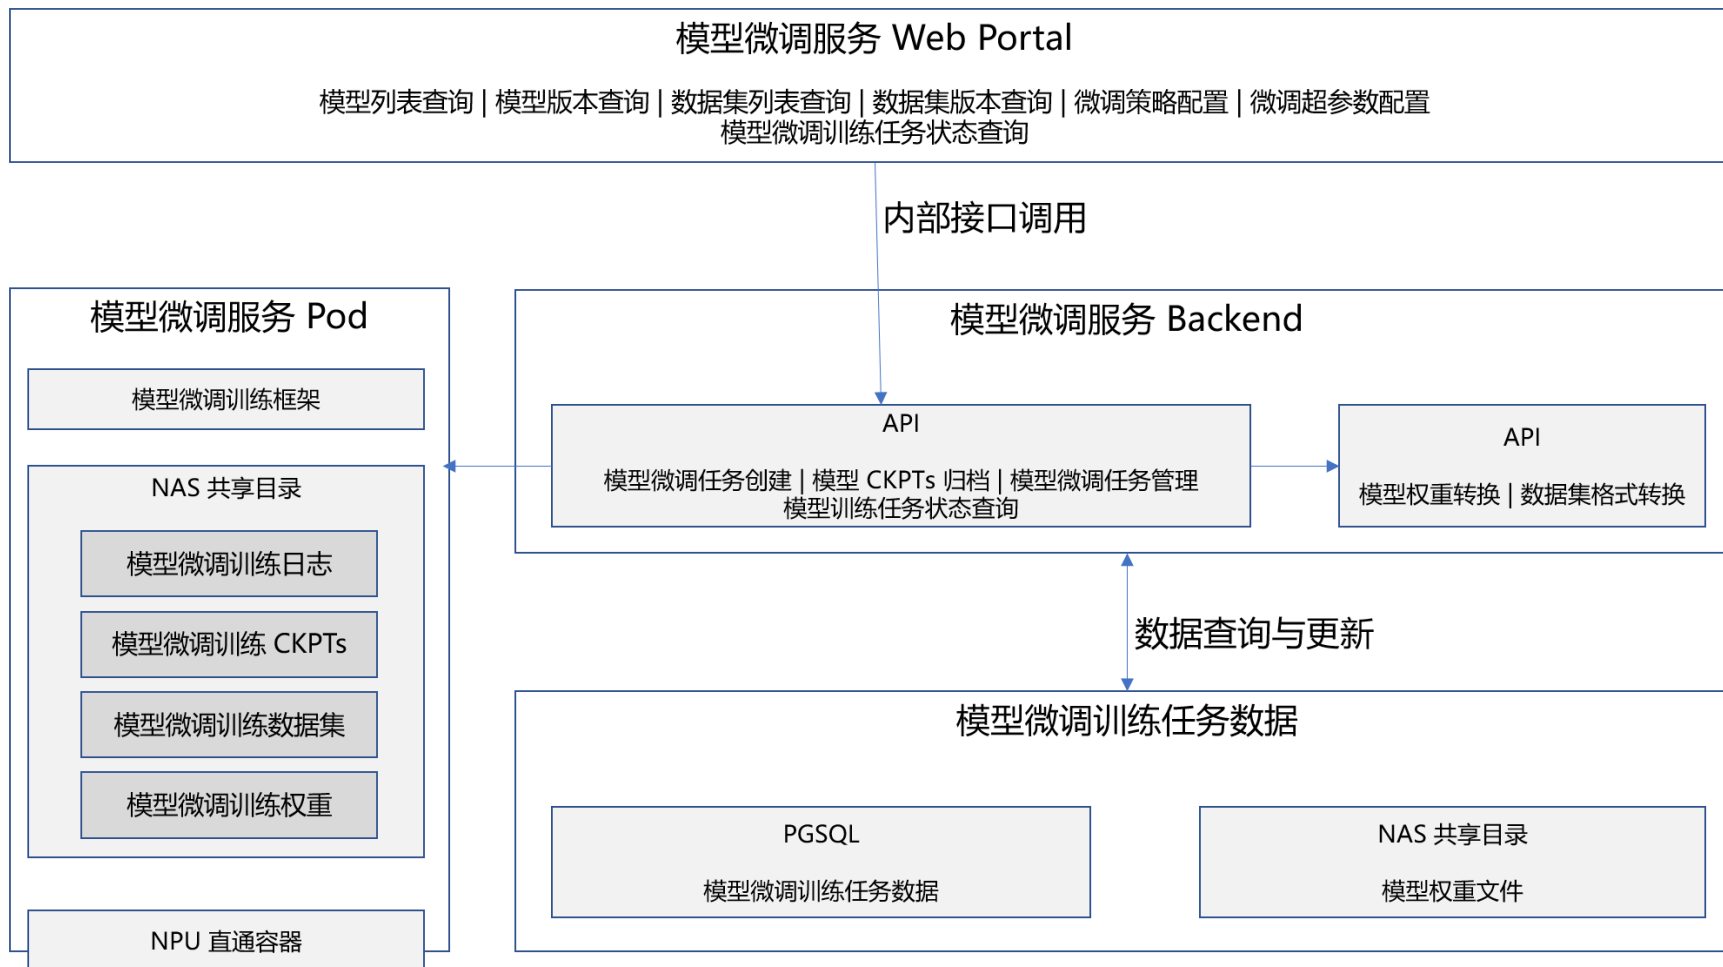 模型微调服务 Web Portal
模型列表查询 | 模型版本查询 | 数据集列表查询 | 数据集版本查询 | 微调策略配置 | 微调超参数配置
模型微调训练任务状态查询
内部接口调用
模型微调服务 Pod
模型微调训练框架
NAS 共享目录
模型微调训练日志
模型微调训练 CKPTs
模型微调训练数据集
模型微调训练权重
NPU 直通容器
模型微调服务 Backend
API
模型微调任务创建 | 模型 CKPTs 归档 | 模型微调任务管理
模型训练任务状态查询
API
模型权重转换 | 数据集格式转换
数据查询与更新
模型微调训练任务数据
PGSQL
模型微调训练任务数据
NAS 共享目录
模型权重文件